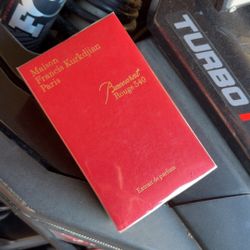 Maison
Francis Kurkdjian
Paris
Baccarat
Rouge 540
Extrait de parfum
TURBO